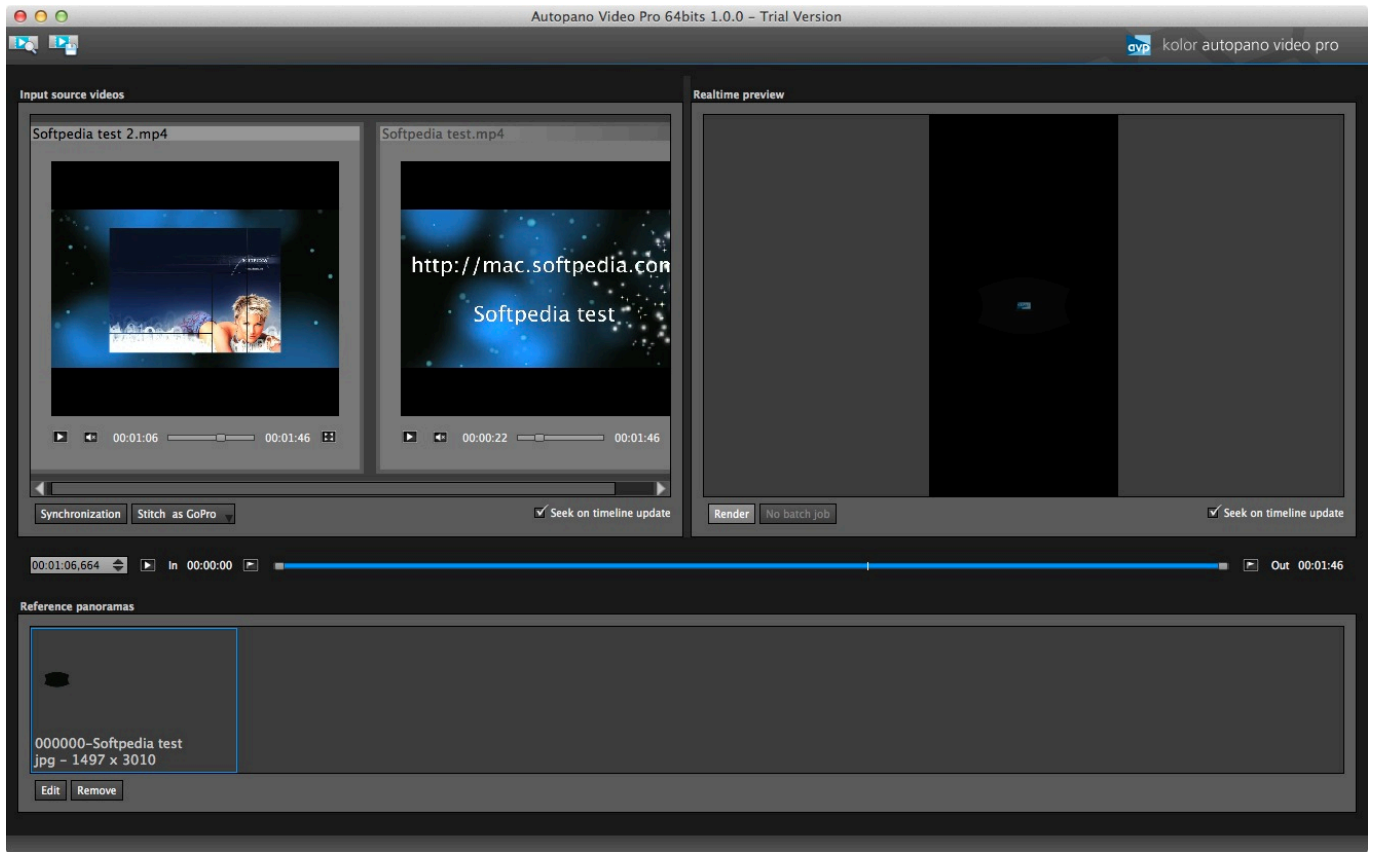 Autopano Video Pro 64bits 1.0.0 – Trial Version
avp kolor autopano video pro
Input source videos
Realtime preview
Softpedia test 2.mp4
Softpedia test.mp4
http://mac.softpedia.com
Softpedia test
00:01:06
00:01:46
00:00:22
00:01:46
Synchronization
Stitch as GoPro
Seek on timeline update
Render
No batch job
Seek on timeline update
00:01:06,664
In 00:00:00
Out 00:01:46
Reference panoramas
000000–Softpedia test
jpg – 1497 x 3010
Edit
Remove